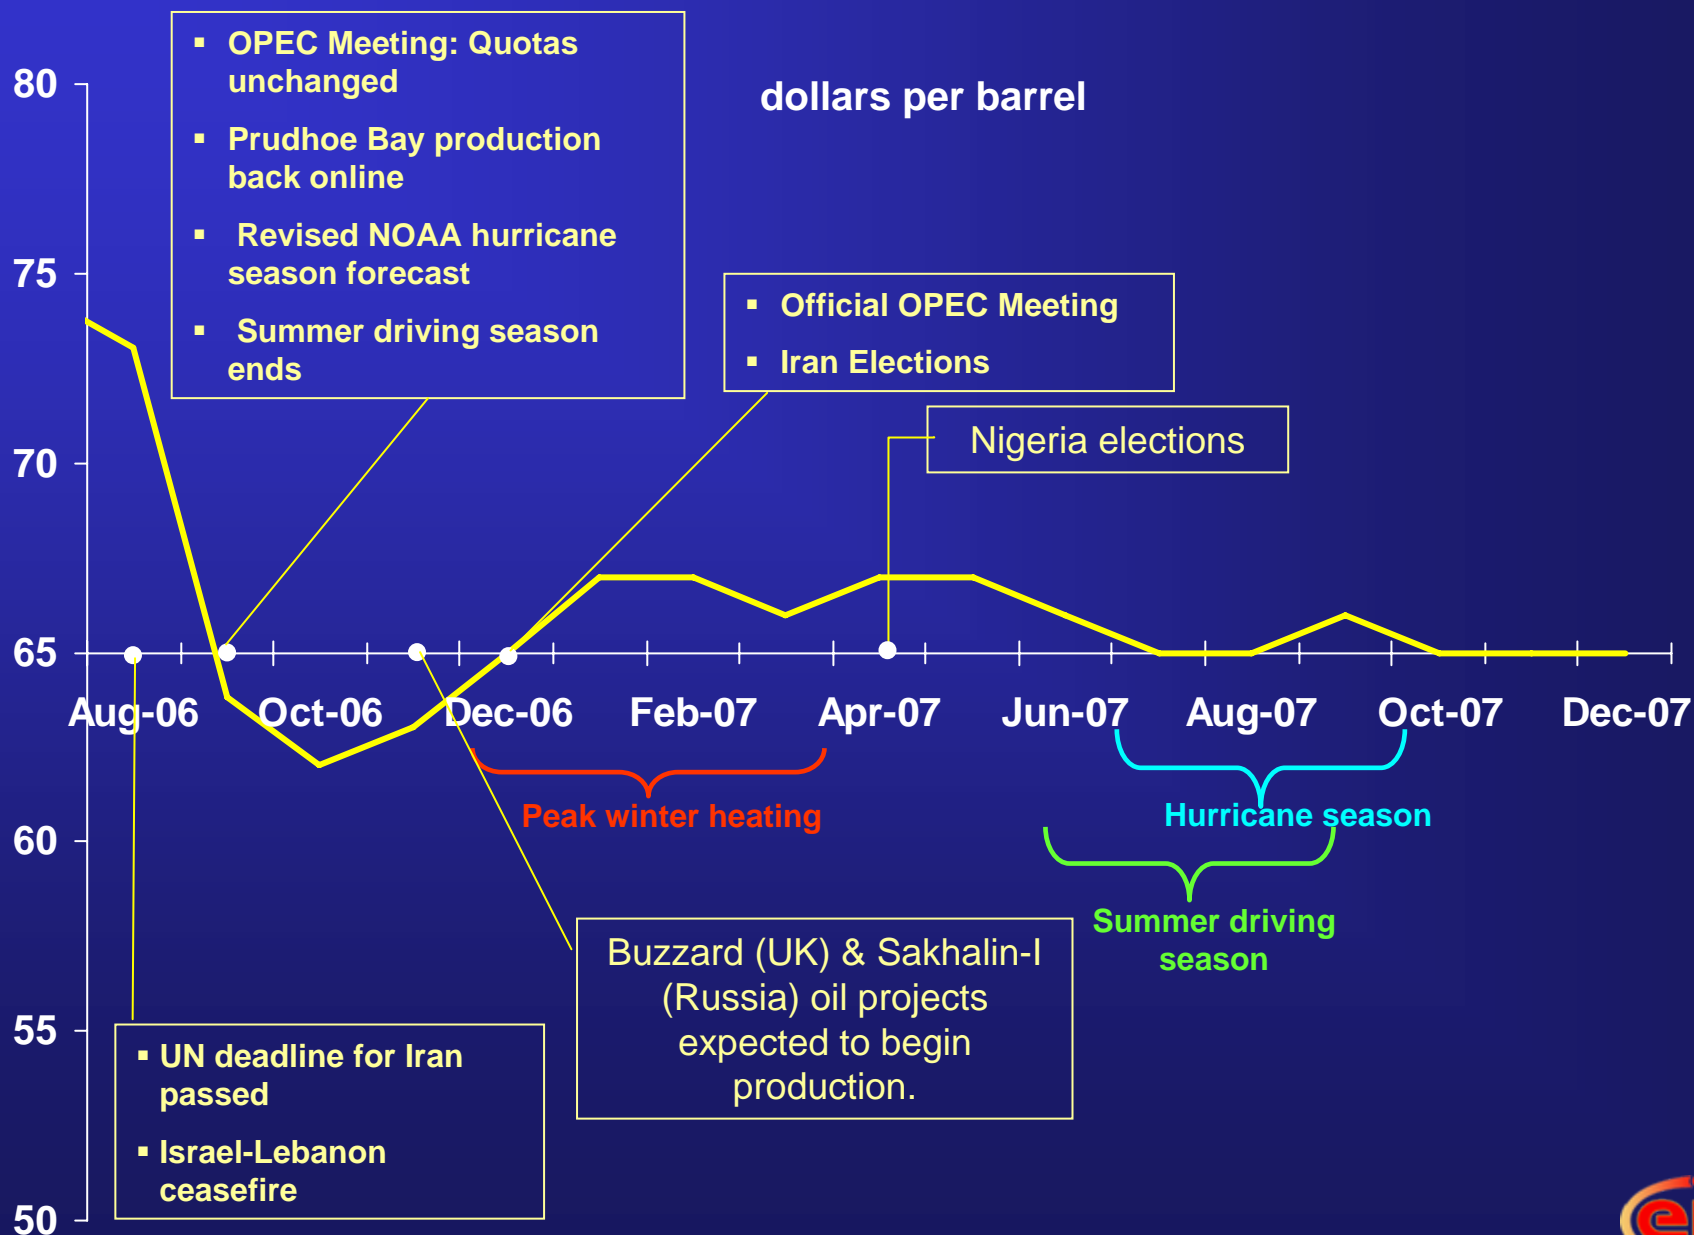 ▪ OPEC Meeting: Quotas
unchanged
▪ Prudhoe Bay production
back online
▪ Revised NOAA hurricane
season forecast
▪ Summer driving season
ends
dollars per barrel
▪ Official OPEC Meeting
▪ Iran Elections
Nigeria elections
80
75
70
65
60
55
50
Aug-06 Oct-06 Dec-06 Feb-07 Apr-07 Jun-07 Aug-07 Oct-07 Dec-07
Peak winter heating
Hurricane season
Summer driving
season
Buzzard (UK) & Sakhalin-I
(Russia) oil projects
expected to begin
production.
▪ UN deadline for Iran
passed
▪ Israel-Lebanon
ceasefire